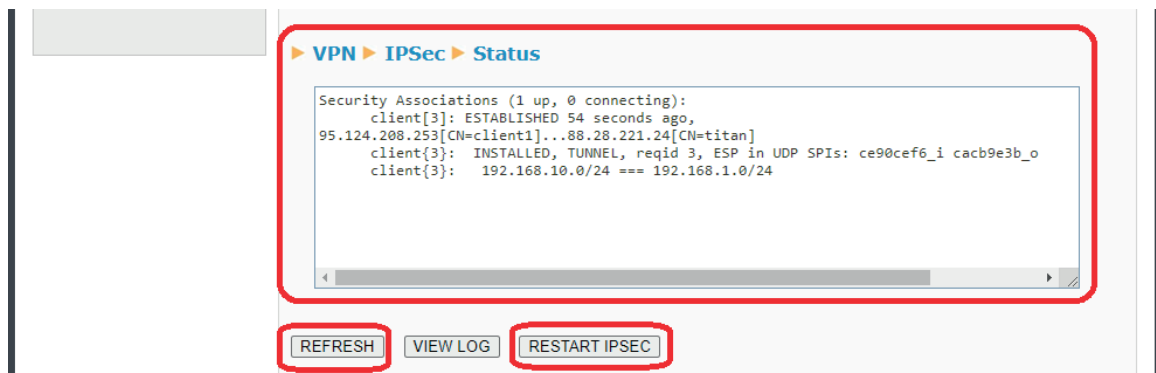 VPN IPSec Status
Security Associations (1 up, 0 connecting):
client[3]: ESTABLISHED 54 seconds ago,
95.124.208.253[CN=client1]...88.28.221.24[CN=titan]
client{3}:  INSTALLED, TUNNEL, reqid 3, ESP in UDP SPIs: ce90cef6_i cacb9e3b_o
client{3}:   192.168.10.0/24 === 192.168.1.0/24
REFRESH VIEW LOG RESTART IPSEC